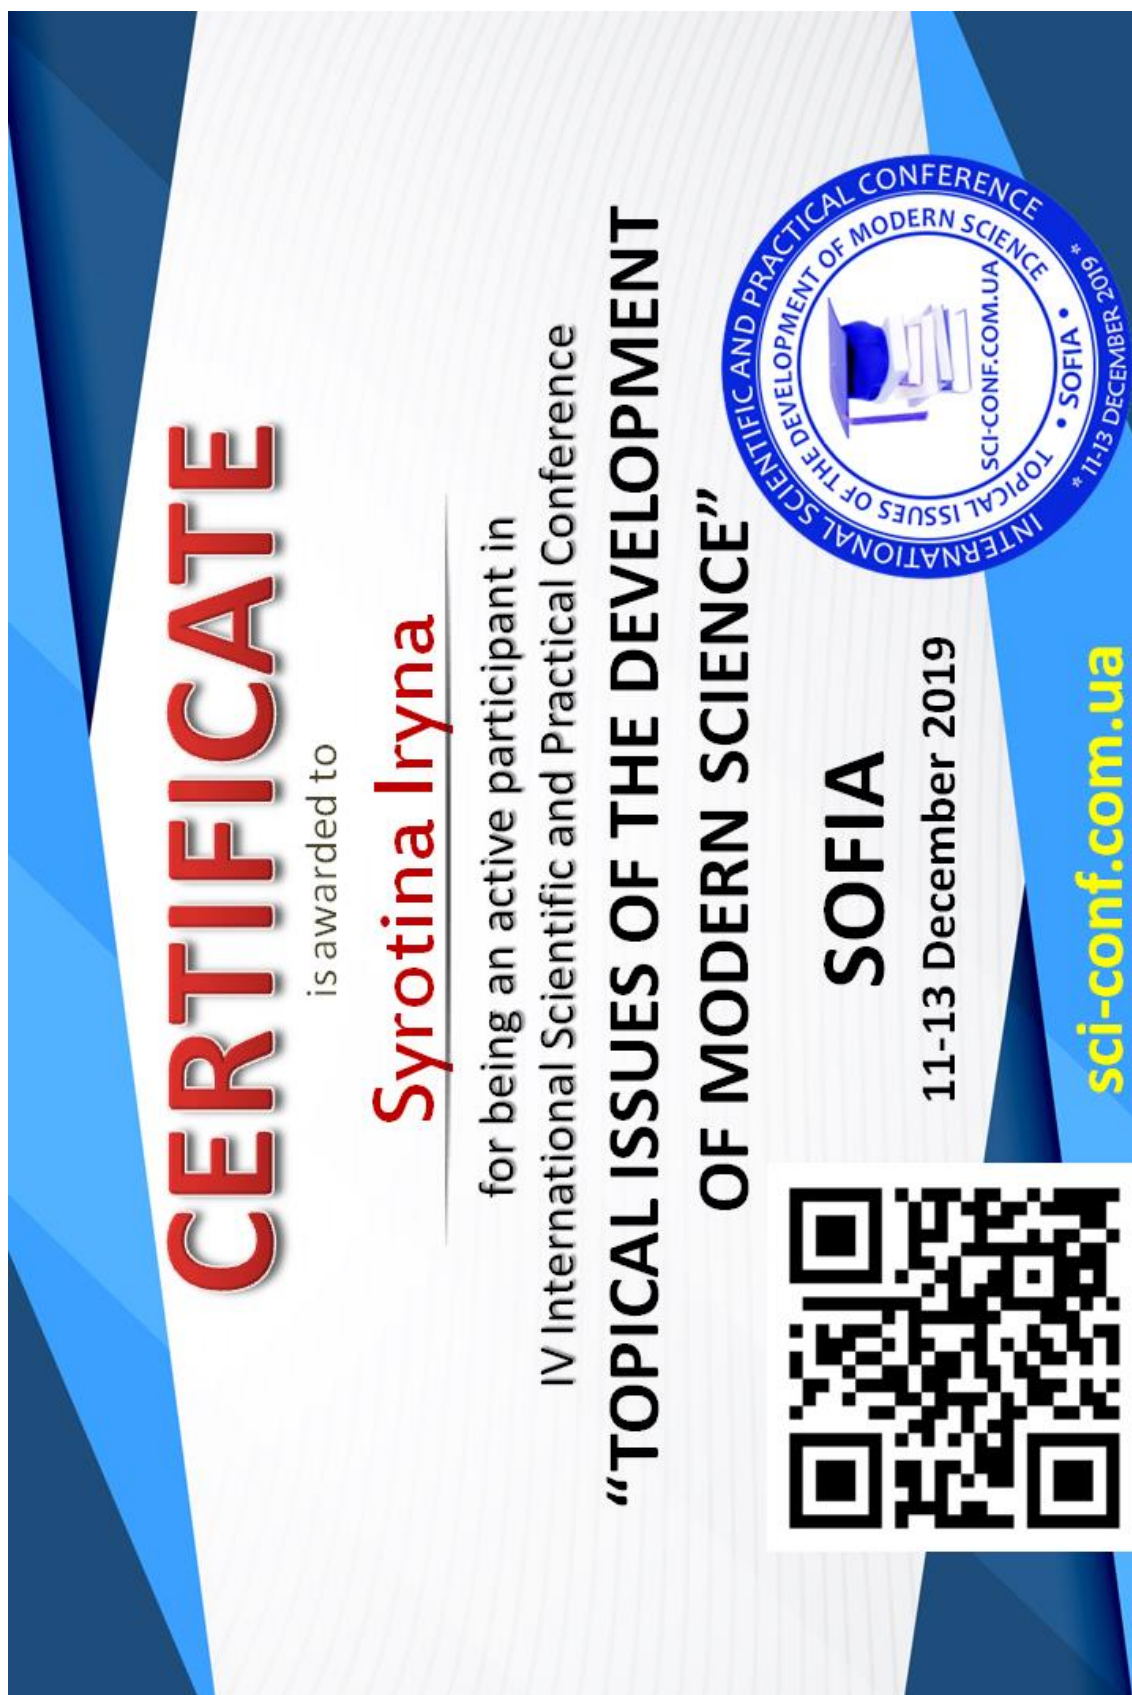 CERTIFICATE
is awarded to
Syrotina Iryna
for being an active participant in
IV International Scientific and Practical Conference
“TOPICAL ISSUES OF THE DEVELOPMENT
OF MODERN SCIENCE”
SOFIA
11-13 December 2019
sci-conf.com.ua
INTERNATIONAL SCIENTIFIC AND PRACTICAL CONFERENCE
* 11-13 DECEMBER 2019 *
TOPICAL ISSUES OF THE DEVELOPMENT OF MODERN SCIENCE
• SOFIA •
SCI-CONF.COM.UA